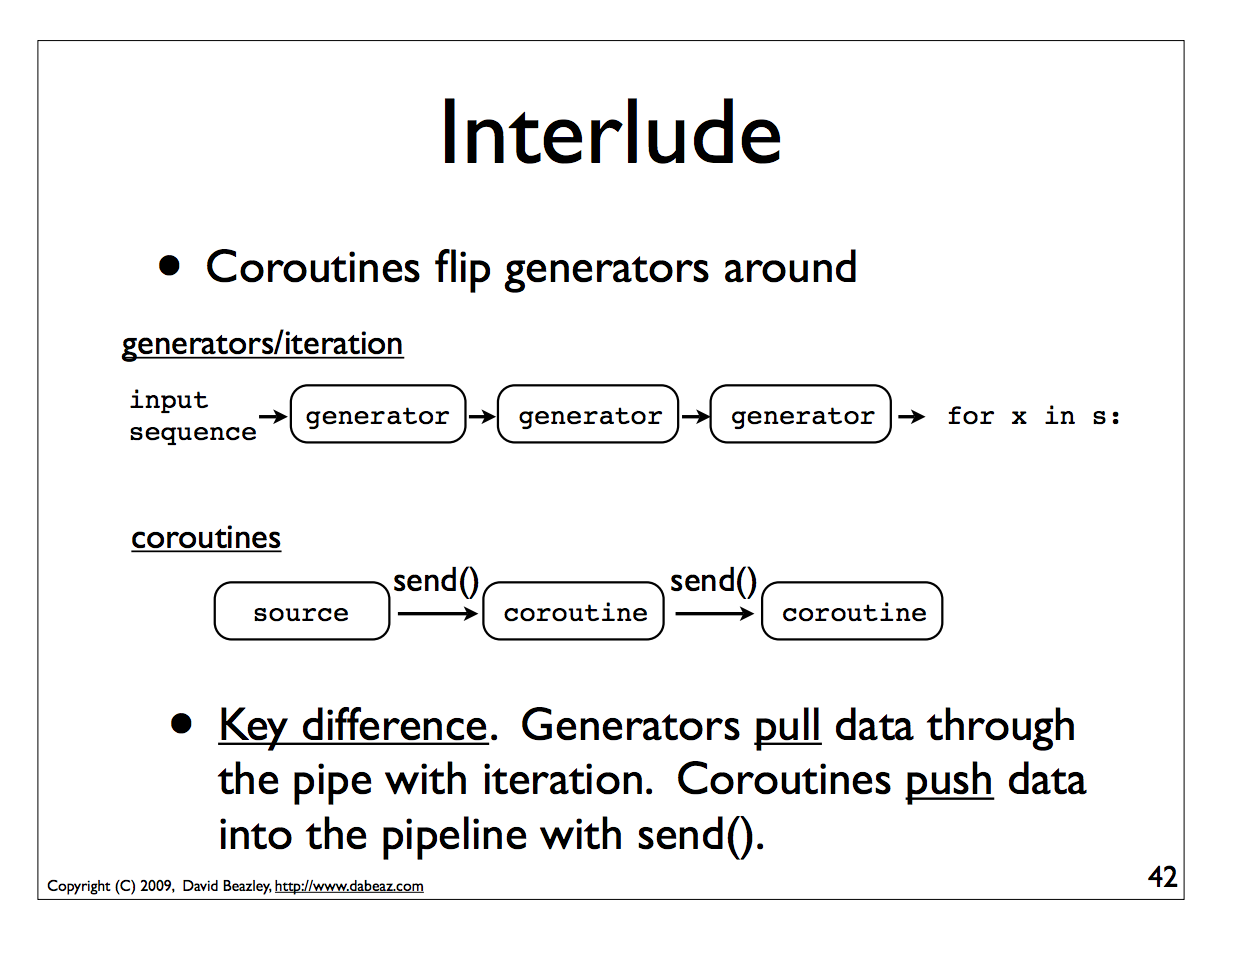 Interlude
• Coroutines flip generators around
generators/iteration
input
sequence
generator
generator
generator
for x in s:
coroutines
send()
send()
source
coroutine
coroutine
• Key difference. Generators pull data through
the pipe with iteration. Coroutines push data
into the pipeline with send().
Copyright (C) 2009, David Beazley, http://www.dabeaz.com
42